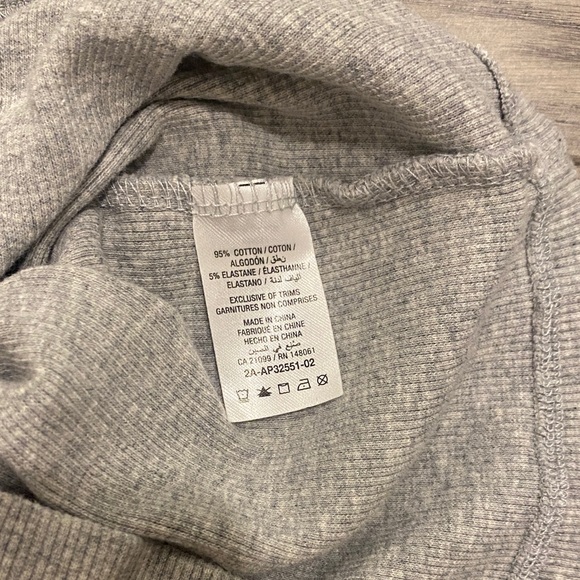 95% COTTON / COTON /
ALGODÓN / قطن
5% ELASTANE / ÉLASTHANNE /
ELASTANO / ألياف لدنة
EXCLUSIVE OF TRIMS
GARNITURES NON COMPRISES
MADE IN CHINA
FABRIQUÉ EN CHINE
HECHO EN CHINA
صنع في الصين
CA 21099 / RN 148061
2A-AP32551-02